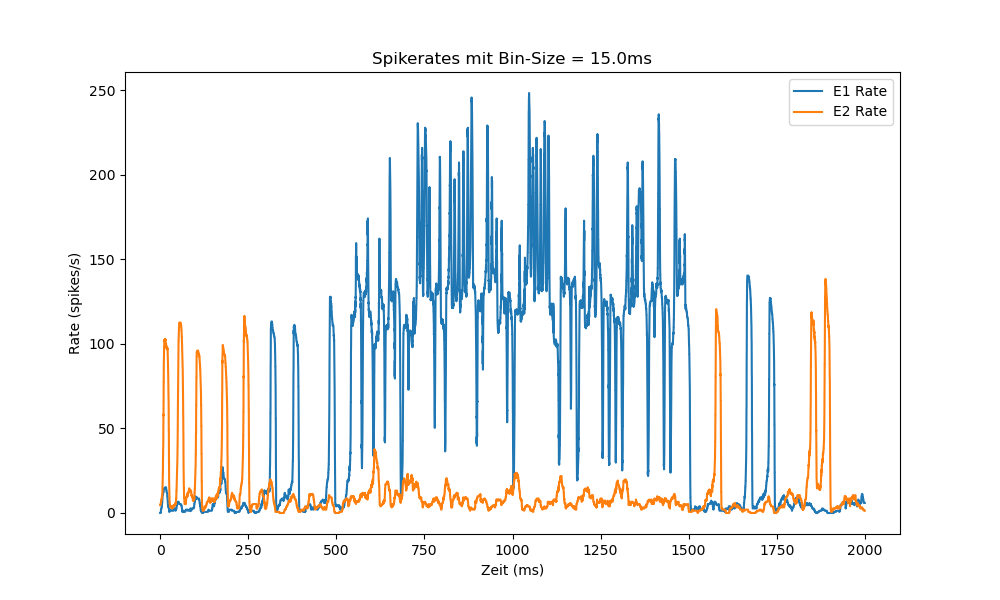 Spikerates mit Bin-Size = 15.0ms
E1 Rate
E2 Rate
250
200
150
100
50
0
Rate (spikes/s)
0 250 500 750 1000 1250 1500 1750 2000
Zeit (ms)